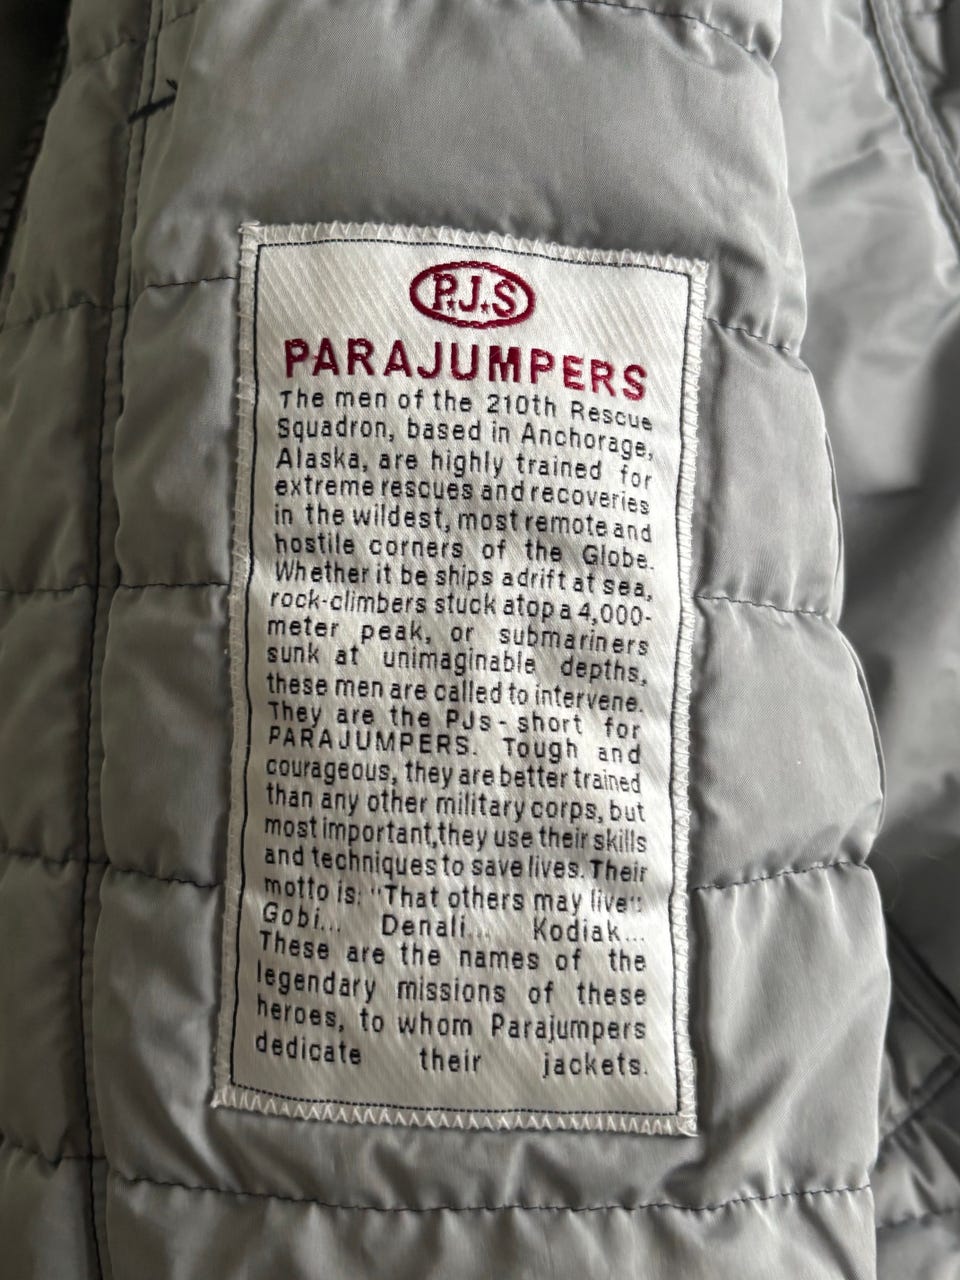 P.J.S
PARAJUMPERS
The men of the 210th Rescue
Squadron, based in Anchorage,
Alaska, are highly trained for
extreme rescues and recoveries
in the wildest, most remote and
hostile corners of the Globe.
Whether it be ships adrift at sea,
rock-climbers stuck atop a 4,000-
meter peak, or submariners
sunk at unimaginable depths,
these men are called to intervene.
They are the PJs - short for
PARAJUMPERS. Tough and
courageous, they are better trained
than any other military corps, but
most important,they use their skills
and techniques to save lives. Their
motto is: "That others may live":
Gobi... Denali... Kodiak...
These are the names of the
legendary missions of these
heroes, to whom Parajumpers
dedicate their jackets.